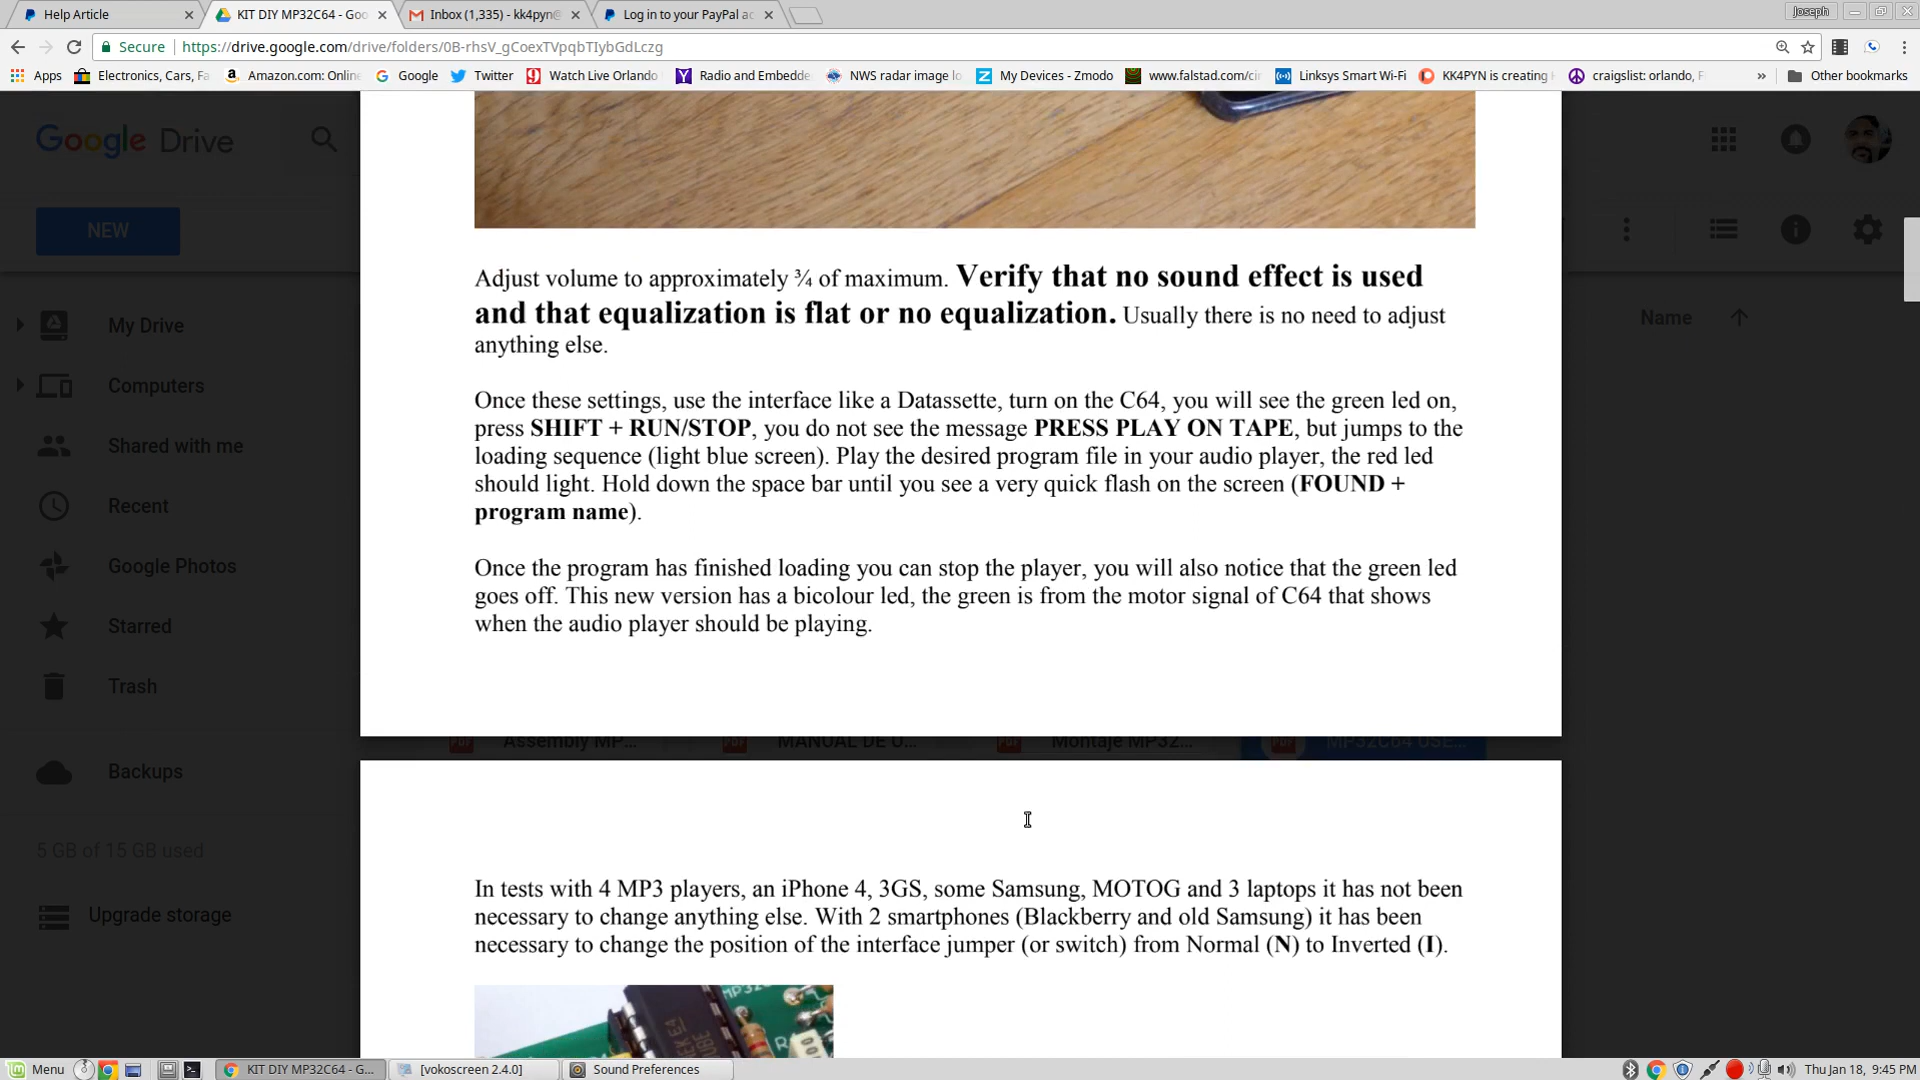 Help Article
KIT DIY MP32C64 - Goo
Inbox (1,335) - kk4pyn@
Log in to your PayPal ac
Joseph
Secure
https://drive.google.com/drive/folders/0B-rhsV_gCoexTVpqbTIybGdLczg
Apps
Electronics, Cars, Fa
Amazon.com: Online
Google
Twitter
Watch Live Orlando
Radio and Embedde
NWS radar image lo
My Devices - Zmodo
www.falstad.com/cir
Linksys Smart Wi-Fi
KK4PYN is creating
craigslist: orlando, F
»
Other bookmarks
Google Drive
NEW
My Drive
Computers
Shared with me
Recent
Google Photos
Starred
Trash
Backups
5 GB of 15 GB used
Upgrade storage
Name
Adjust volume to approximately ¾ of maximum. Verify that no sound effect is used
and that equalization is flat or no equalization. Usually there is no need to adjust
anything else.
Once these settings, use the interface like a Datassette, turn on the C64, you will see the green led on,
press SHIFT + RUN/STOP, you do not see the message PRESS PLAY ON TAPE, but jumps to the
loading sequence (light blue screen). Play the desired program file in your audio player, the red led
should light. Hold down the space bar until you see a very quick flash on the screen (FOUND +
program name).
Once the program has finished loading you can stop the player, you will also notice that the green led
goes off. This new version has a bicolour led, the green is from the motor signal of C64 that shows
when the audio player should be playing.
Assembly MP...
MANUAL DE U...
Montaje MP32...
MP32C64 USE...
In tests with 4 MP3 players, an iPhone 4, 3GS, some Samsung, MOTOG and 3 laptops it has not been
necessary to change anything else. With 2 smartphones (Blackberry and old Samsung) it has been
necessary to change the position of the interface jumper (or switch) from Normal (N) to Inverted (I).
Menu
KIT DIY MP32C64 - G...
[vokoscreen 2.4.0]
Sound Preferences
Thu Jan 18, 9:45 PM